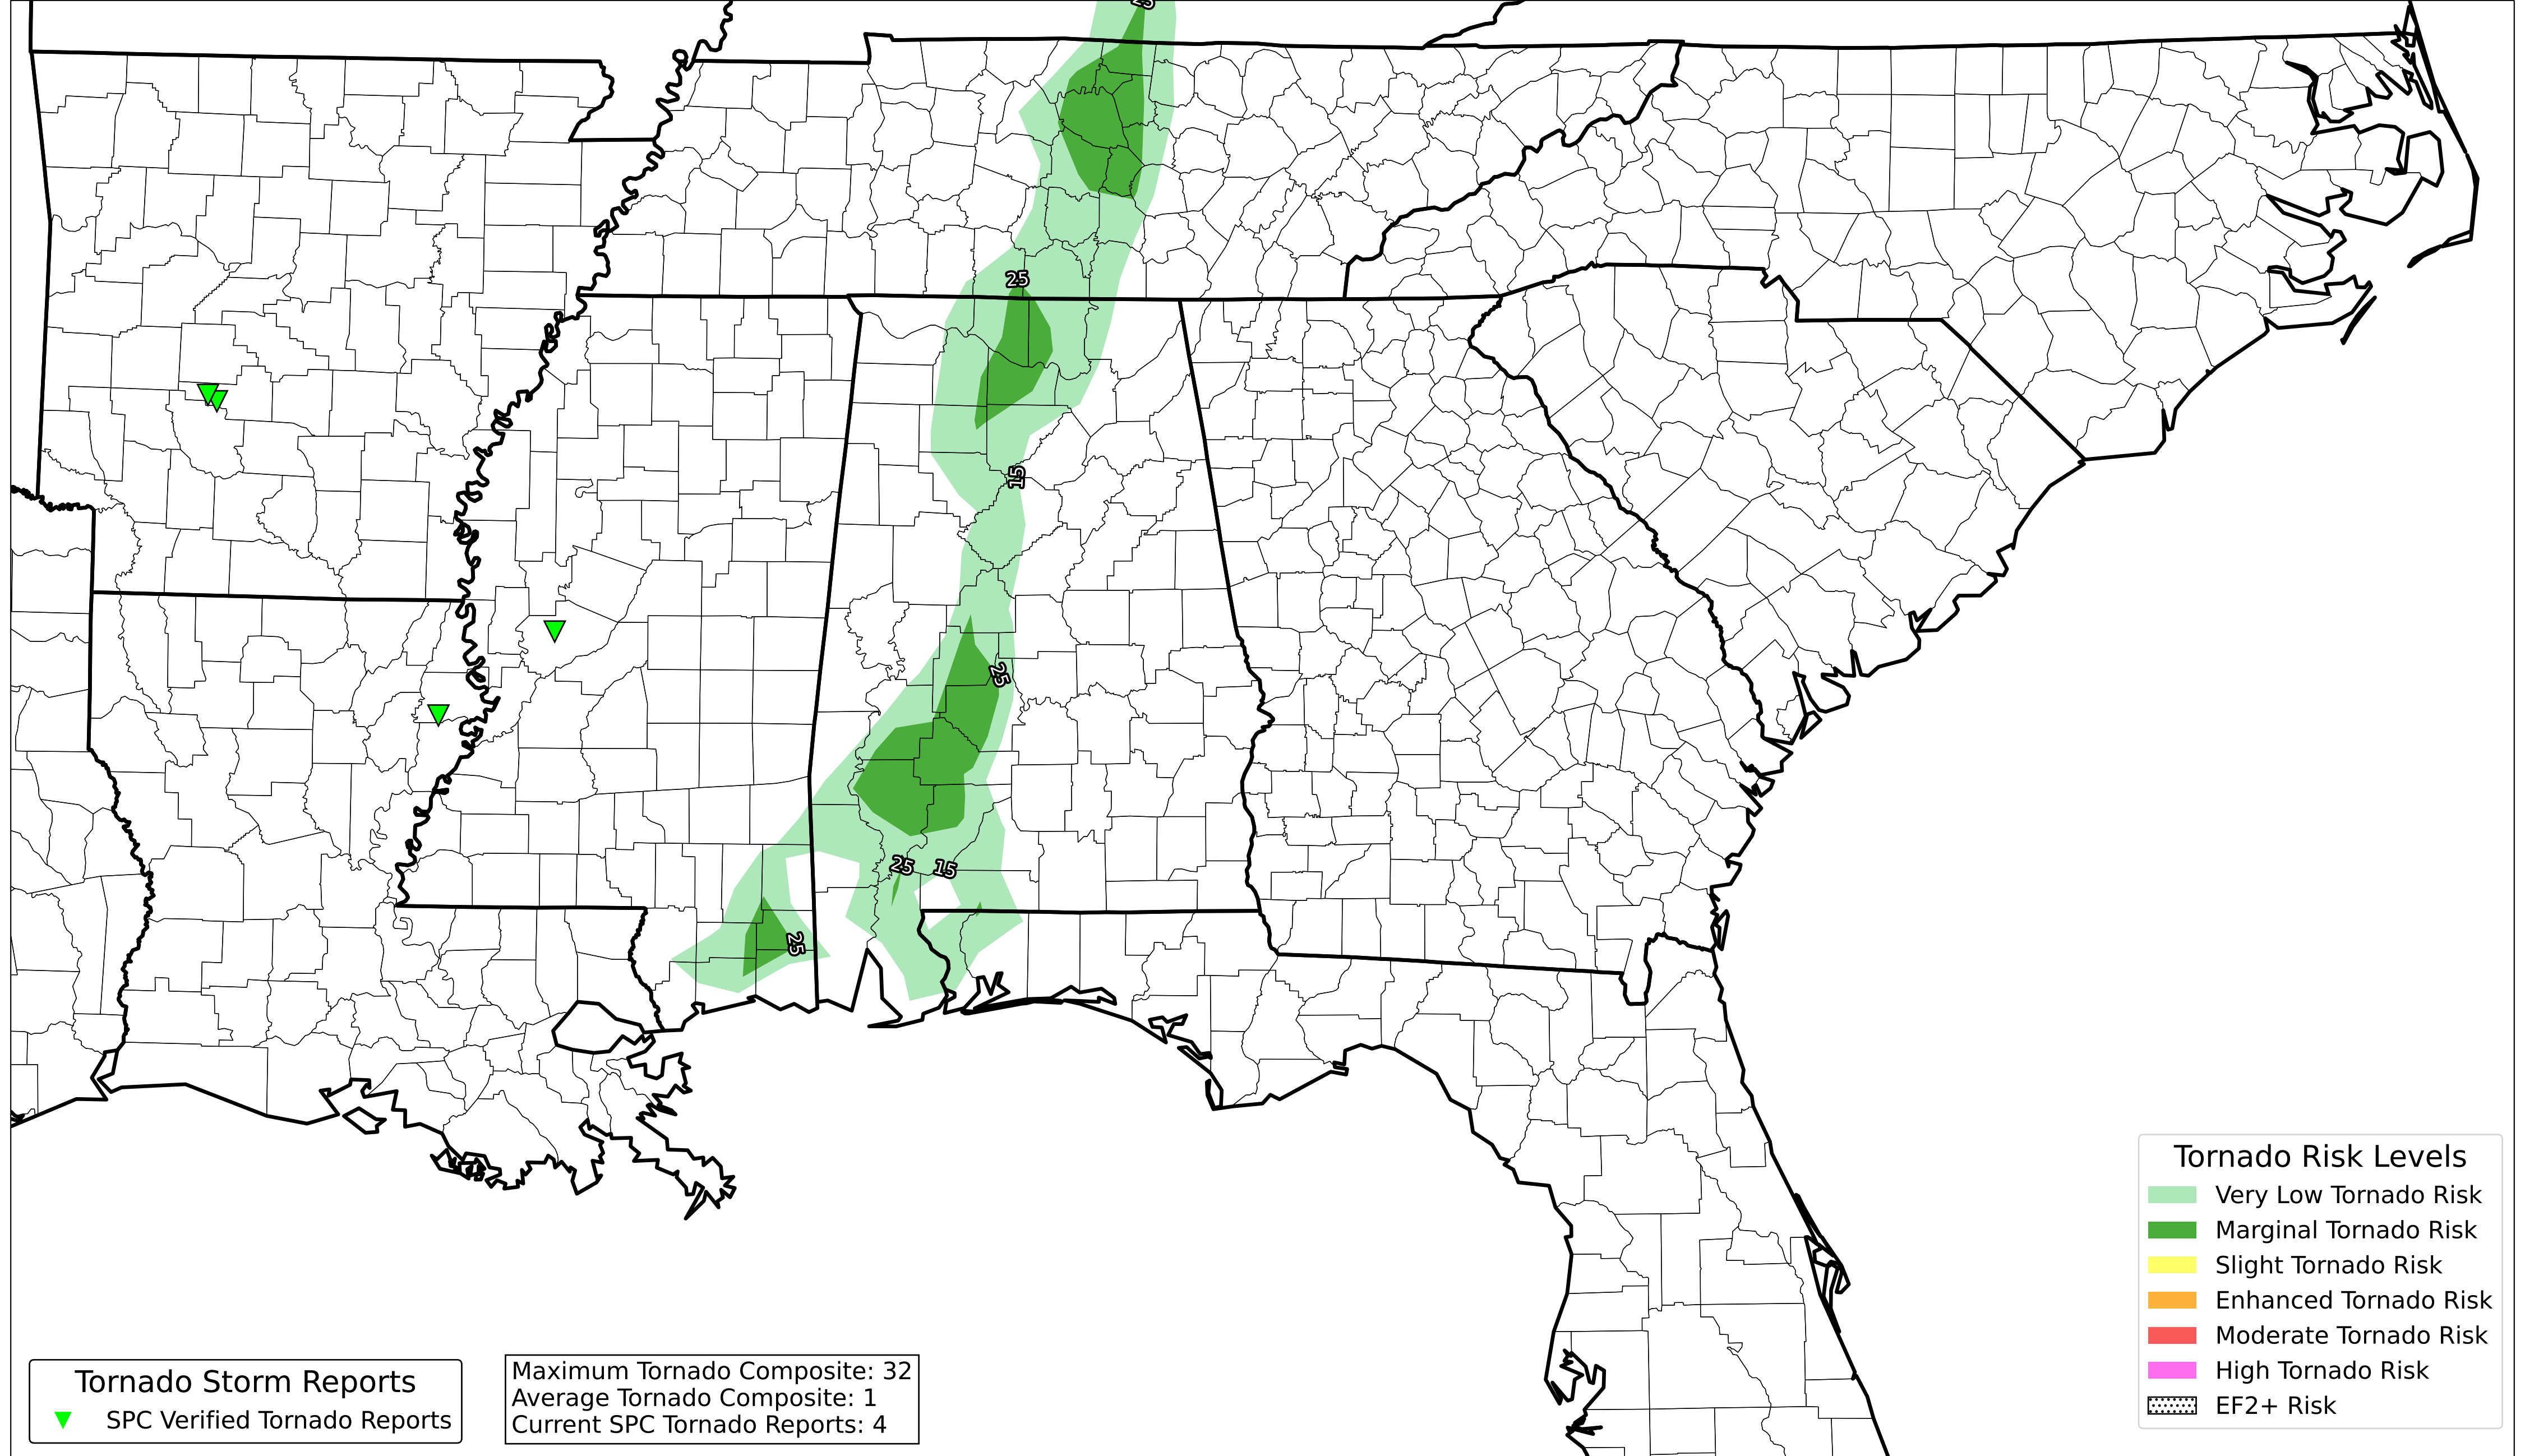 25
25
15
25
25
15
25
Tornado Risk Levels
Very Low Tornado Risk
Marginal Tornado Risk
Slight Tornado Risk
Enhanced Tornado Risk
Moderate Tornado Risk
High Tornado Risk
EF2+ Risk
Tornado Storm Reports
SPC Verified Tornado Reports
Maximum Tornado Composite: 32
Average Tornado Composite: 1
Current SPC Tornado Reports: 4